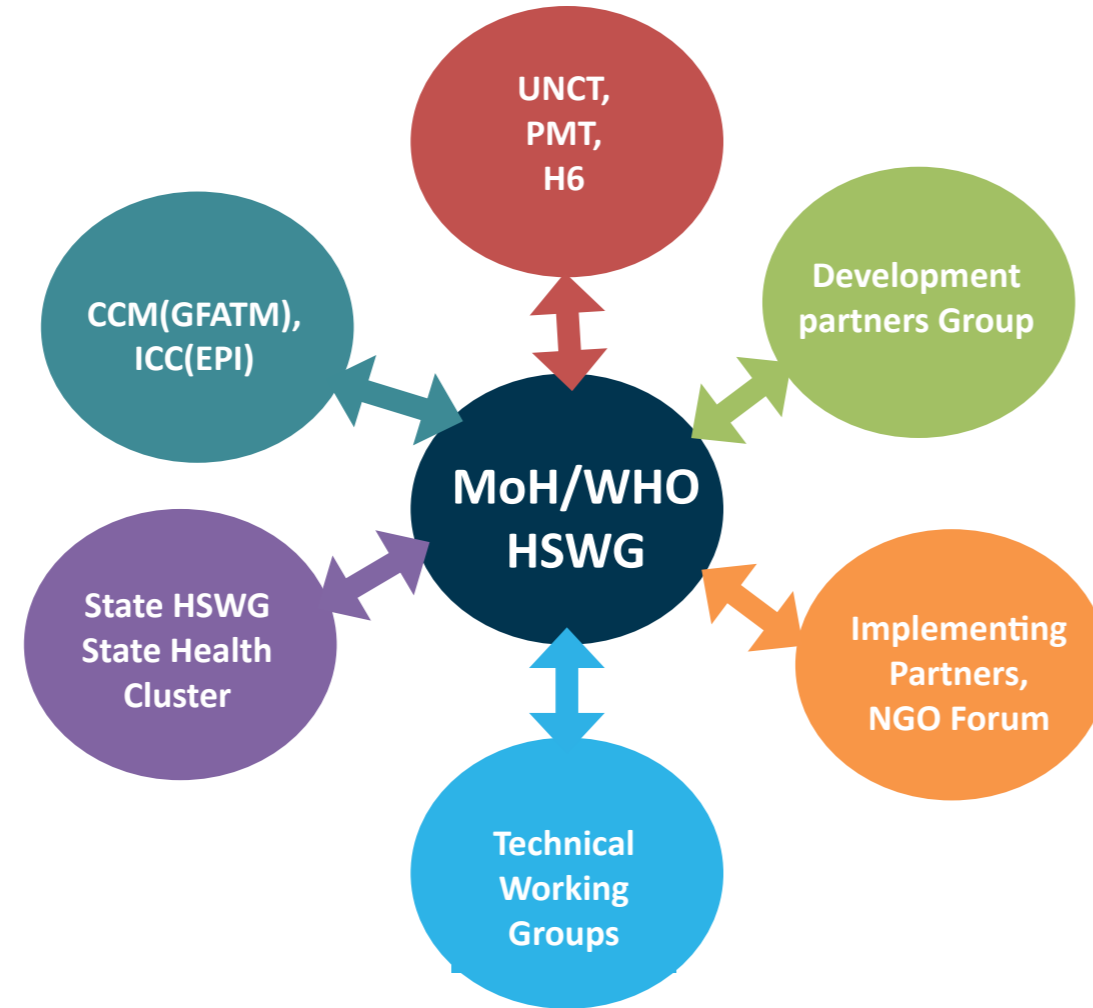 UNCT,
PMT,
H6
Development
partners Group
CCM(GFATM),
ICC(EPI)
MoH/WHO
HSWG
State HSWG
State Health
Cluster
Implementing
Partners,
NGO Forum
Technical
Working
Groups